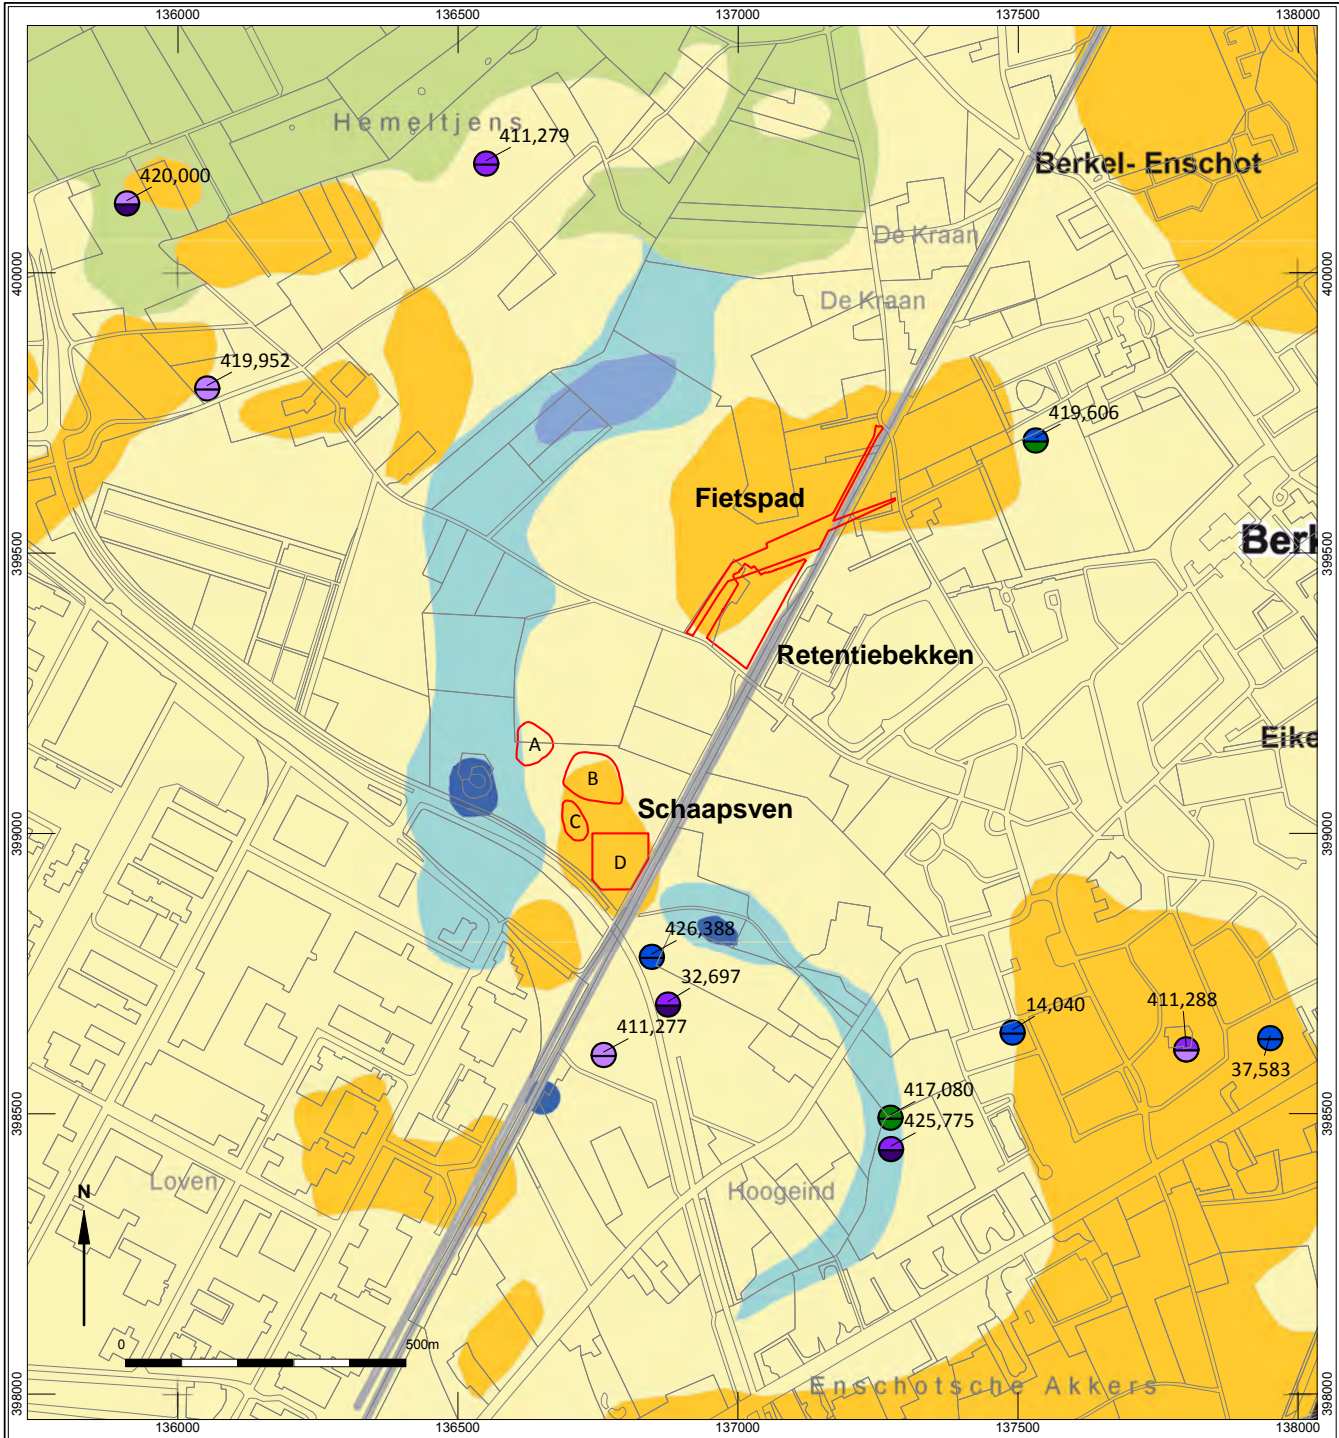 136000
136500
137000
137500
138000
Hemeltjens
411,279
Berkel- Enschot
420,000
De Kraan
400000
400000
De Kraan
419,952
419,606
Fietspad
399500
Berl
399500
Retentiebekken
A
Eike
B
Schaapsven
C
399000
399000
D
426,388
32,697
14,040
411,288
411,277
37,583
417,080
425,775
398500
398500
Loven
Hoogeind
N
0
500m
Enschotsche Akkers
398000
398000
136000
136500
137000
137500
138000